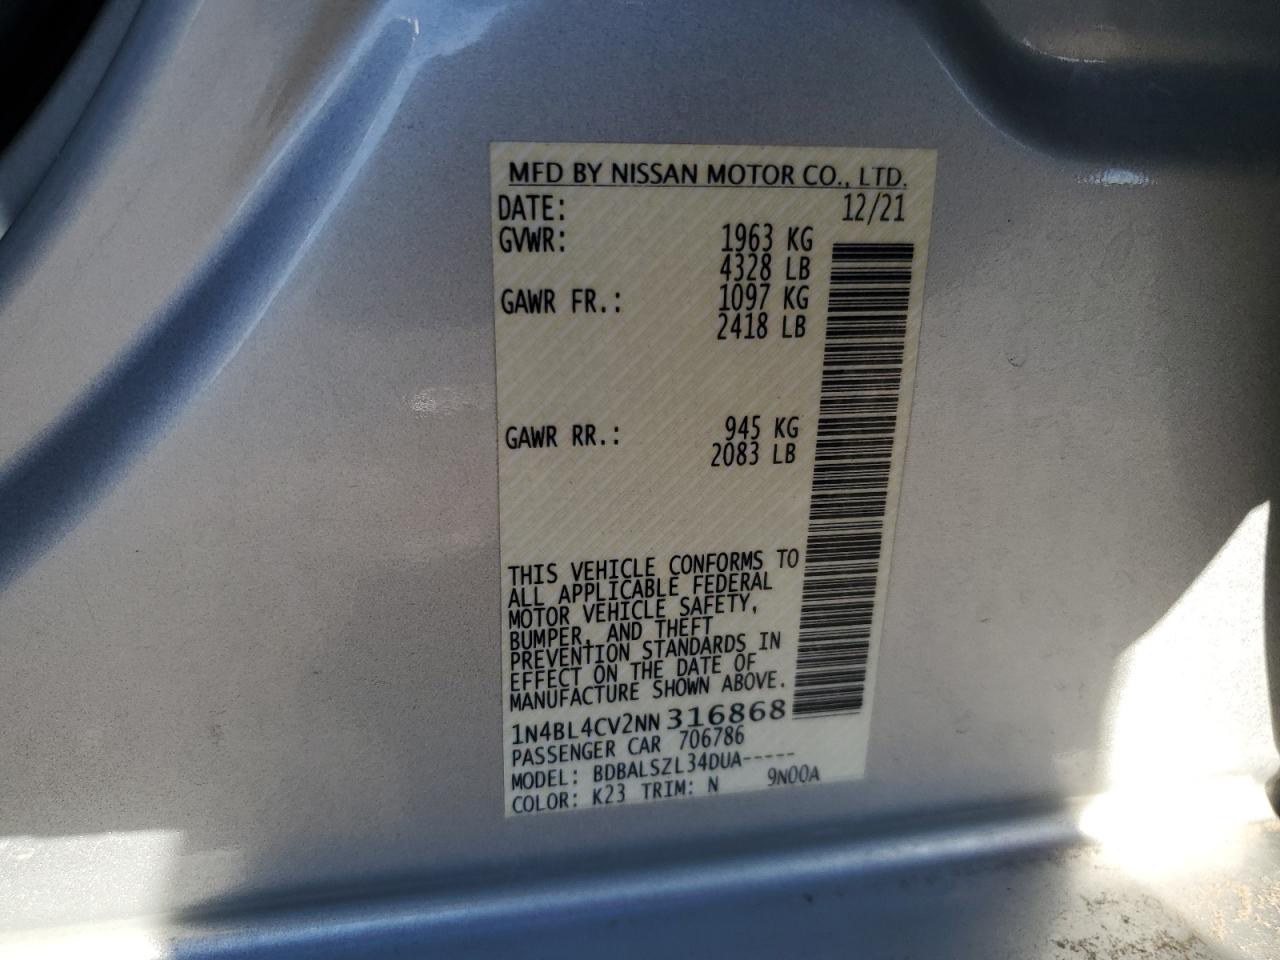 MFD BY NISSAN MOTOR CO., LTD.
DATE: 12/21
GVWR: 1963 KG
4328 LB
GAWR FR.: 1097 KG
2418 LB
GAWR RR.: 945 KG
2083 LB
THIS VEHICLE CONFORMS TO
ALL APPLICABLE FEDERAL
MOTOR VEHICLE SAFETY,
BUMPER, AND THEFT
PREVENTION STANDARDS IN
EFFECT ON THE DATE OF
MANUFACTURE SHOWN ABOVE.
1N4BL4CV2NN316868
PASSENGER CAR 706786
MODEL: BDBALSZL34DUA-----
COLOR: K23 TRIM: N 9N00A